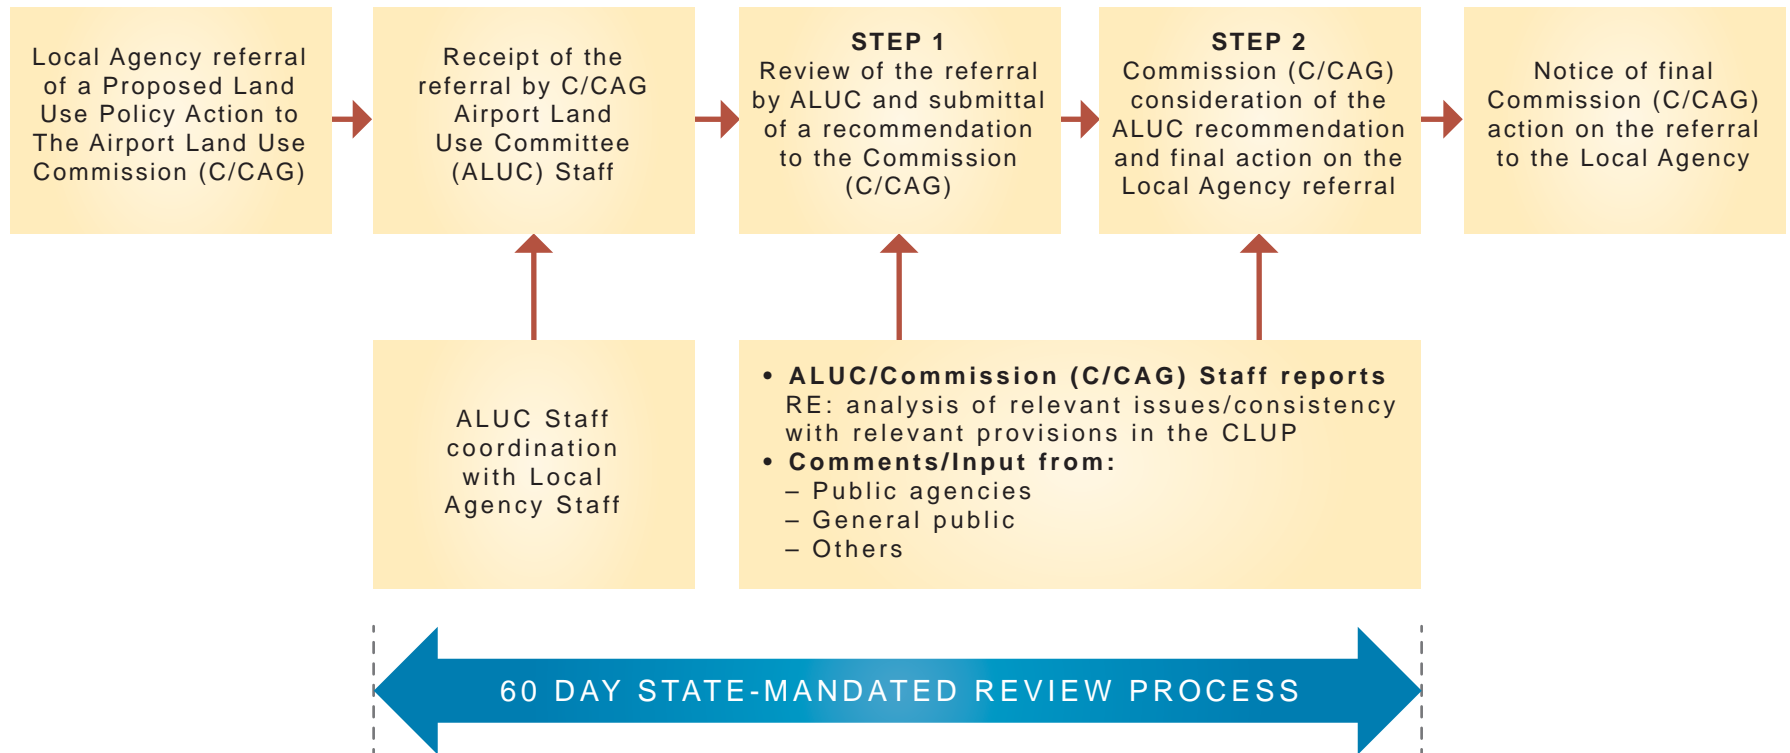 Local Agency referral
of a Proposed Land
Use Policy Action to
The Airport Land Use
Commission (C/CAG)
Receipt of the
referral by C/CAG
Airport Land
Use Committee
(ALUC) Staff
STEP 1
Review of the referral
by ALUC and submittal
of a recommendation
to the Commission
(C/CAG)
STEP 2
Commission (C/CAG)
consideration of the
ALUC recommendation
and final action on the
Local Agency referral
Notice of final
Commission (C/CAG)
action on the referral
to the Local Agency
ALUC Staff
coordination
with Local
Agency Staff
• ALUC/Commission (C/CAG) Staff reports
RE: analysis of relevant issues/consistency
with relevant provisions in the CLUP
• Comments/Input from:
– Public agencies
– General public
– Others
60 DAY STATE-MANDATED REVIEW PROCESS